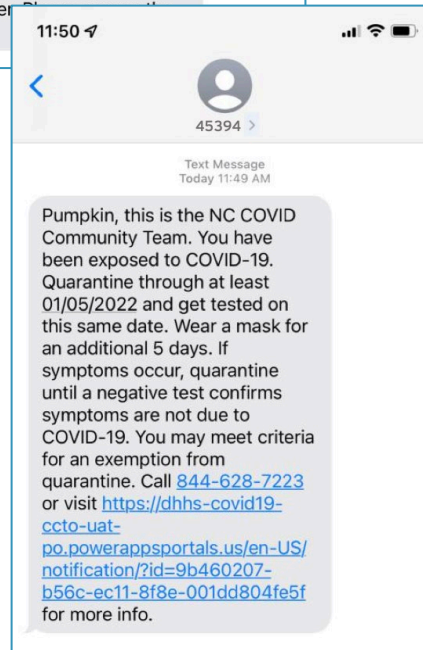 er
11:50
45394 >
Text Message
Today 11:49 AM
Pumpkin, this is the NC COVID
Community Team. You have
been exposed to COVID-19.
Quarantine through at least
01/05/2022 and get tested on
this same date. Wear a mask for
an additional 5 days. If
symptoms occur, quarantine
until a negative test confirms
symptoms are not due to
COVID-19. You may meet criteria
for an exemption from
quarantine. Call 844-628-7223
or visit https://dhhs-covid19-
ccto-uat-
po.powerappsportals.us/en-US/
notification/?id=9b460207-
b56c-ec11-8f8e-001dd804fe5f
for more info.